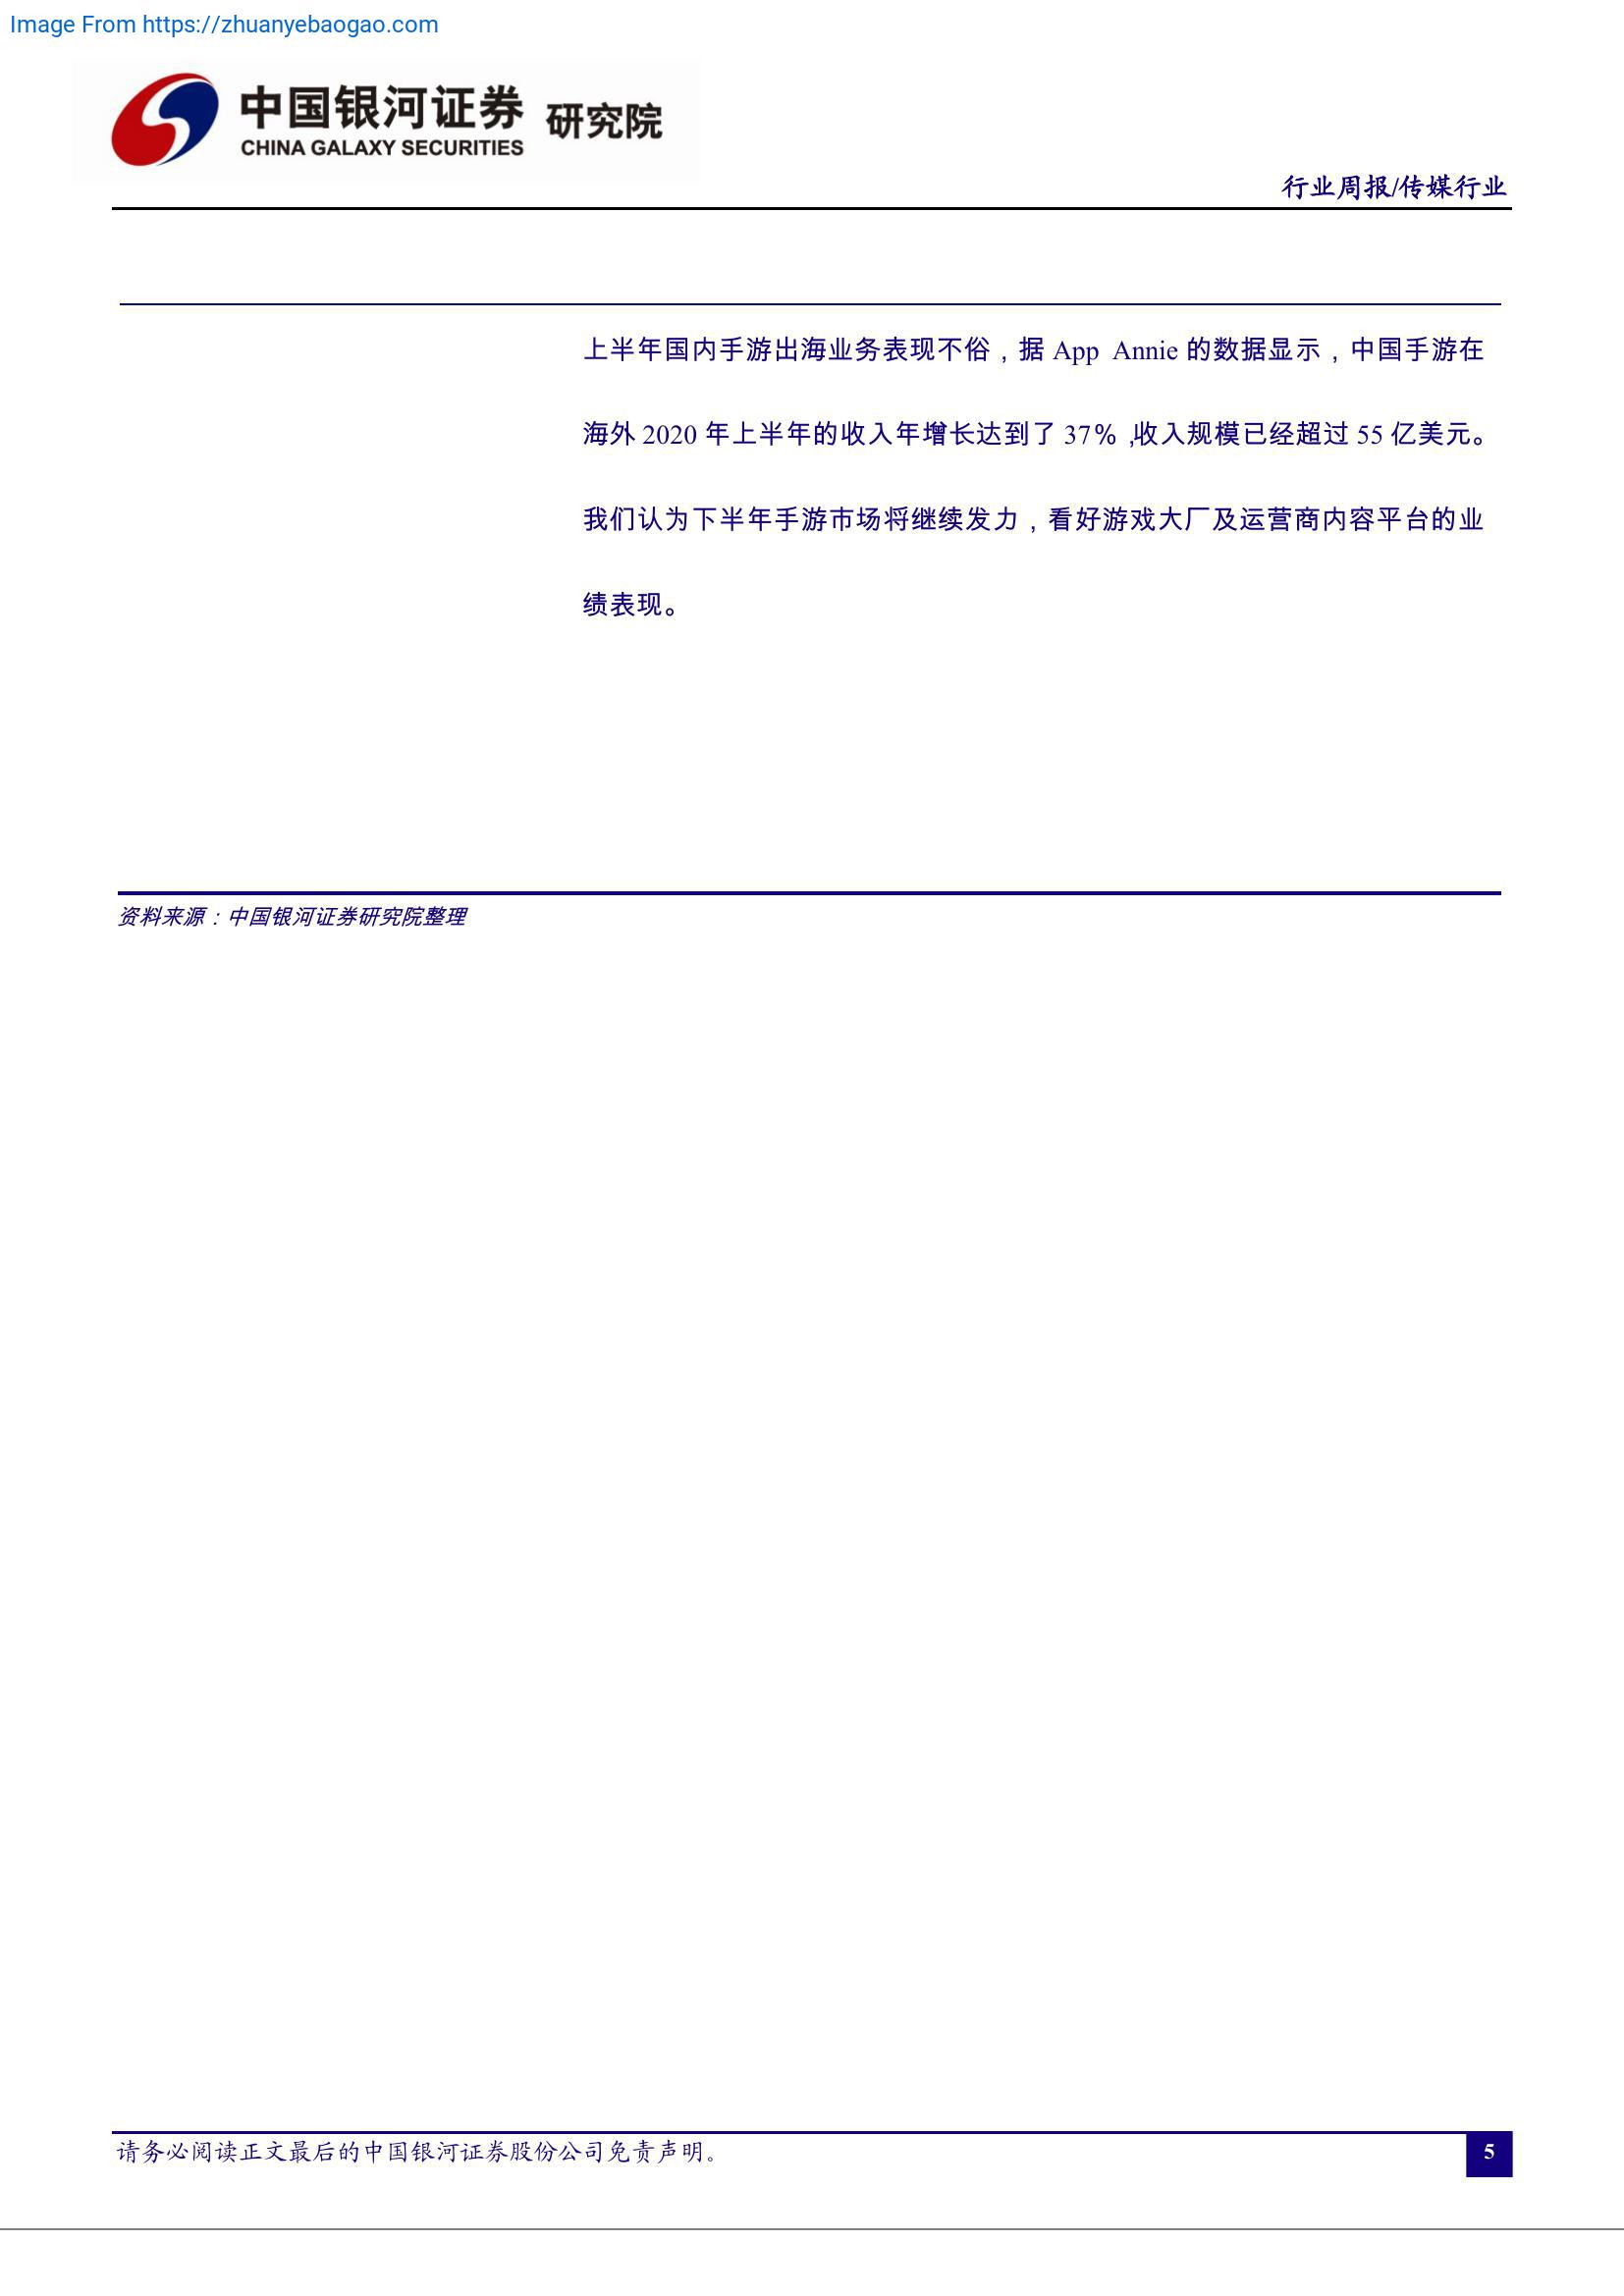 Image From https://zhuanyebaogao.com
中国银河证券 研究院
CHINA GALAXY SECURITIES
行业周报/传媒行业
上半年国内手游出海业务表现不俗，据 App Annie 的数据显示，中国手游在
海外 2020 年上半年的收入年增长达到了 37%，收入规模已经超过 55 亿美元。
我们认为下半年手游市场将继续发力，看好游戏大厂及运营商内容平台的业
绩表现。
资料来源：中国银河证券研究院整理
请务必阅读正文最后的中国银河证券股份公司免责声明。
5